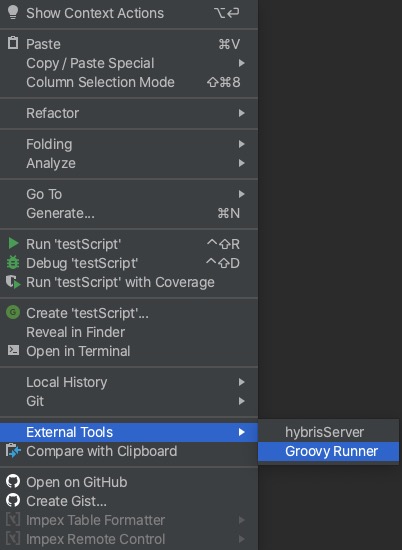 Show Context Actions ⌥⏎
Paste ⌘V
Copy / Paste Special
Column Selection Mode ⇧⌘8
Refactor
Folding
Analyze
Go To
Generate... ⌘N
Run 'testScript' ^⇧R
Debug 'testScript' ^⇧D
Run 'testScript' with Coverage
Create 'testScript'...
Reveal in Finder
Open in Terminal
Local History
Git
External Tools
hybrisServer
Groovy Runner
Compare with Clipboard
Open on GitHub
Create Gist...
Impex Table Formatter
Impex Remote Control